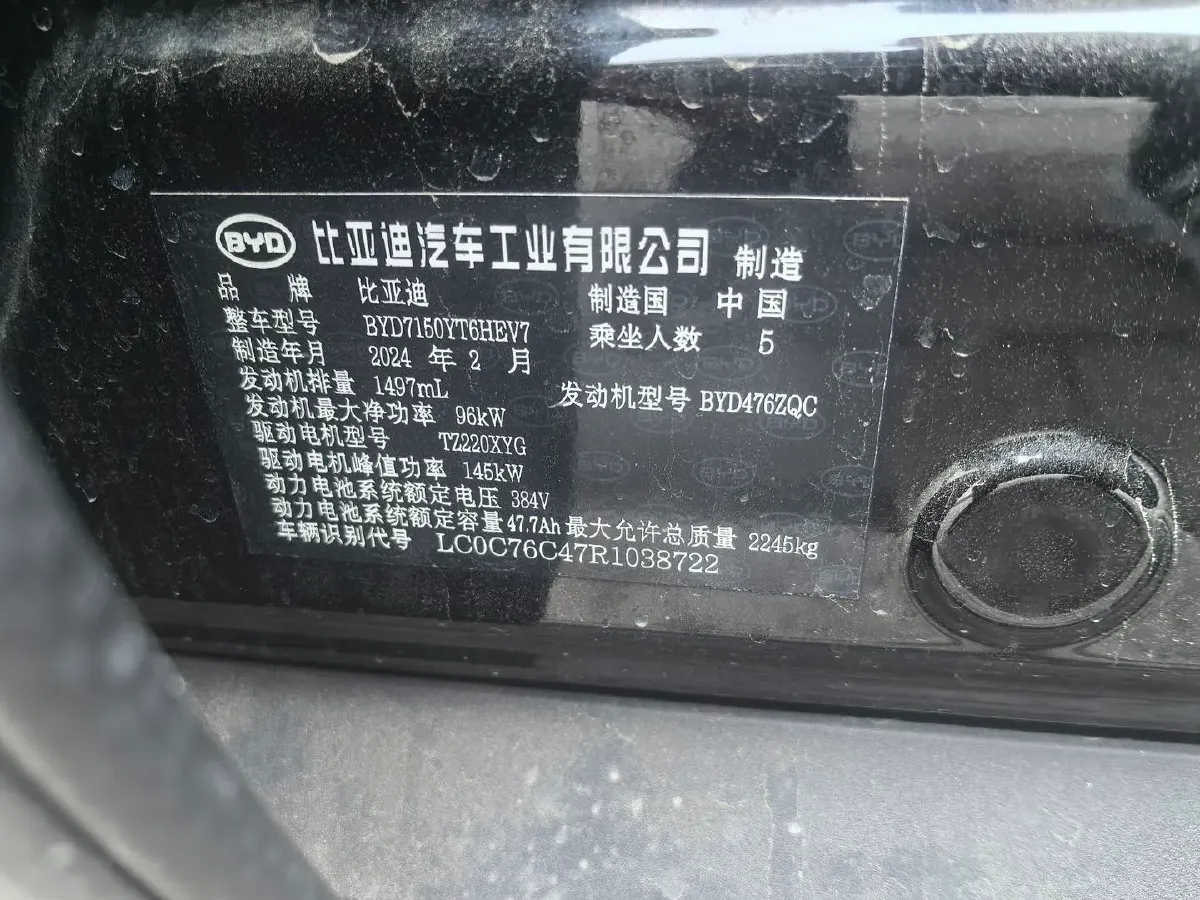 BYD 比亚迪汽车工业有限公司 制造
品 牌 比亚迪 制造国 中国
整车型号 BYD7150YT6HEV7 乘坐人数 5
制造年月 2024 年 2 月
发动机排量 1497mL 发动机型号 BYD476ZQC
发动机最大净功率 96kW
驱动电机型号 TZ220XYG
驱动电机峰值功率 145kW
动力电池系统额定电压 384V
动力电池系统额定容量 47.7Ah 最大允许总质量 2245kg
车辆识别代号 LC0C76C47R1038722